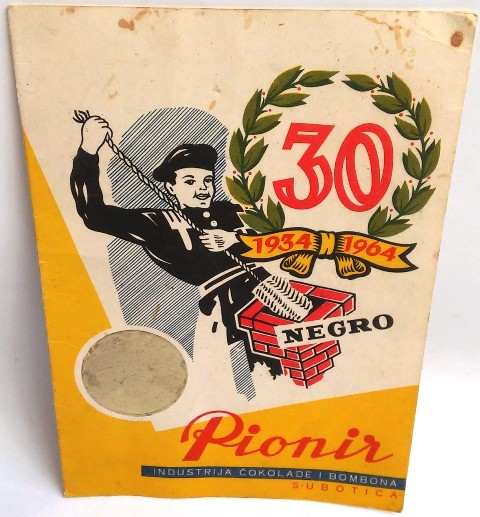 30
1934 N 1964
NEGRO
Pionir
INDUSTRIJA ČOKOLADE I BOMBONA
SUBOTICA